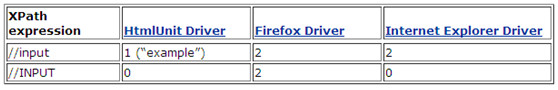 XPath expression HtmlUnit Driver Firefox Driver Internet Explorer Driver
//input 1 (“example”) 2 2
//INPUT 0 2 0